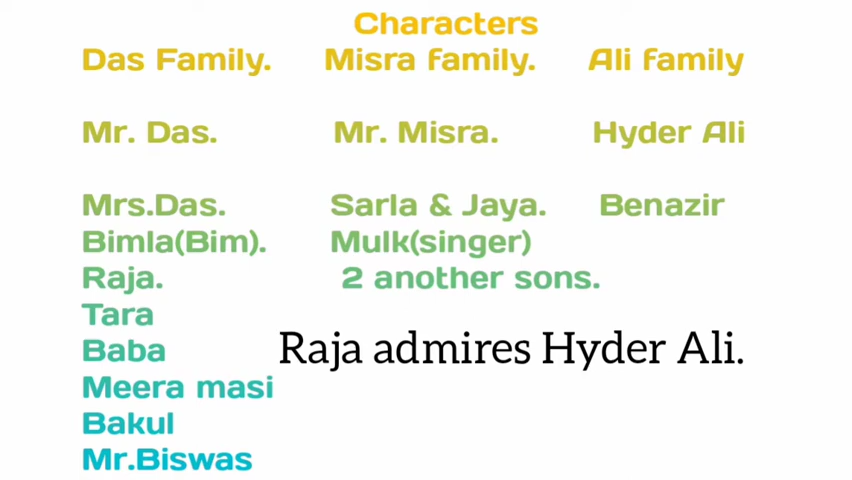 Characters
Das Family. Misra family. Ali family
Mr. Das. Mr. Misra. Hyder Ali
Mrs.Das. Sarla & Jaya. Benazir
Bimla(Bim). Mulk(singer)
Raja. 2 another sons.
Tara
Raja admires Hyder Ali.
Baba
Meera masi
Bakul
Mr.Biswas